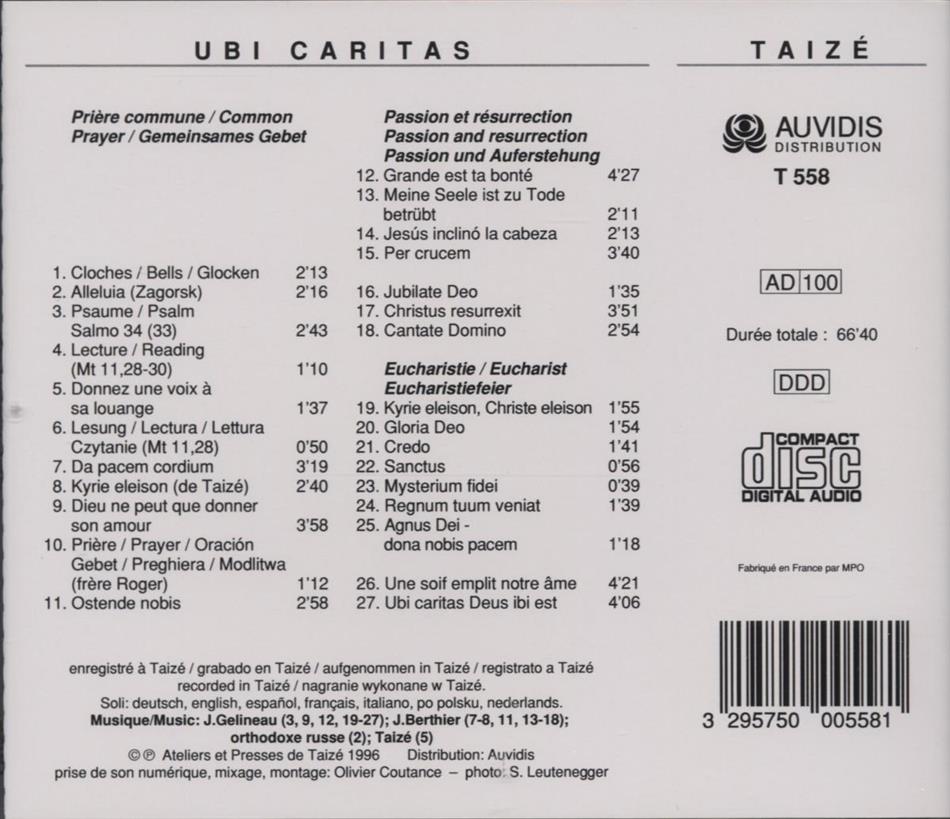 UBI CARITAS
TAIZÉ
Prière commune / Common
Prayer / Gemeinsames Gebet
1. Cloches / Bells / Glocken 2'13
2. Alleluia (Zagorsk) 2'16
3. Psaume / Psalm
Salmo 34 (33) 2'43
4. Lecture / Reading
(Mt 11,28-30) 1'10
5. Donnez une voix à
sa louange 1'37
6. Lesung / Lectura / Lettura
Czytanie (Mt 11,28) 0'50
7. Da pacem cordium 3'19
8. Kyrie eleison (de Taizé) 2'40
9. Dieu ne peut que donner
son amour 3'58
10. Prière / Prayer / Oración
Gebet / Preghiera / Modlitwa
(frère Roger) 1'12
11. Ostende nobis 2'58
Passion et résurrection
Passion and resurrection
Passion und Auferstehung
12. Grande est ta bonté 4'27
13. Meine Seele ist zu Tode
betrübt 2'11
14. Jesús inclinó la cabeza 2'13
15. Per crucem 3'40
16. Jubilate Deo 1'35
17. Christus resurrexit 3'51
18. Cantate Domino 2'54
Eucharistie / Eucharist
Eucharistiefeier
19. Kyrie eleison, Christe eleison 1'55
20. Gloria Deo 1'54
21. Credo 1'41
22. Sanctus 0'56
23. Mysterium fidei 0'39
24. Regnum tuum veniat 1'39
25. Agnus Dei -
dona nobis pacem 1'18
26. Une soif emplit notre âme 4'21
27. Ubi caritas Deus ibi est 4'06
AUVIDIS
DISTRIBUTION
T 558
AD 100
Durée totale : 66'40
DDD
COMPACT
disc
DIGITAL AUDIO
Fabriqué en France par MPO
3 295750 005581
enregistré à Taizé / grabado en Taizé / aufgenommen in Taizé / registrato a Taizé
recorded in Taizé / nagranie wykonane w Taizé.
Soli: deutsch, english, español, français, italiano, po polsku, nederlands.
Musique/Music: J.Gelineau (3, 9, 12, 19-27); J.Berthier (7-8, 11, 13-18);
orthodoxe russe (2); Taizé (5)
©℗ Ateliers et Presses de Taizé 1996 Distribution: Auvidis
prise de son numérique, mixage, montage: Olivier Coutance – photo: S. Leutenegger